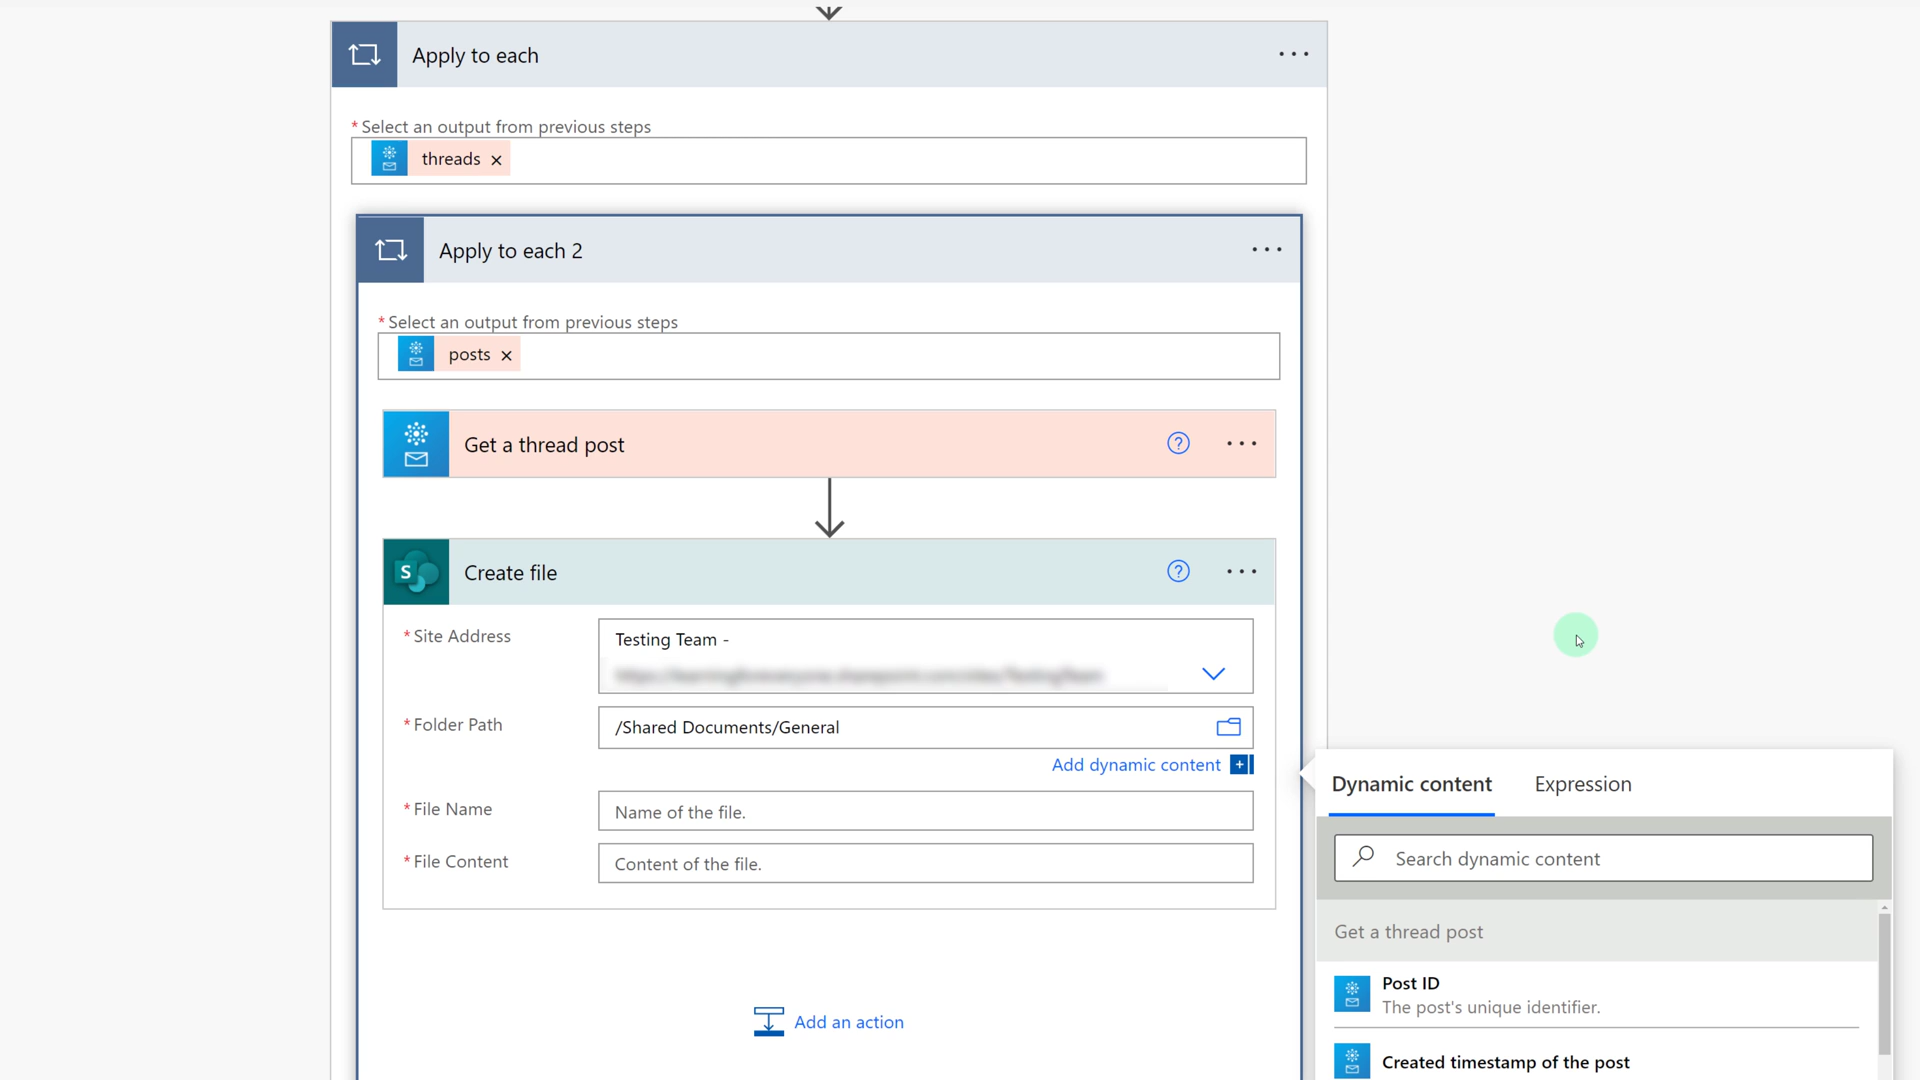 Apply to each
* Select an output from previous steps
threads ×
Apply to each 2
* Select an output from previous steps
posts ×
Get a thread post
?
S
Create file
?
* Site Address
Testing Team -
* Folder Path
/Shared Documents/General
Add dynamic content
* File Name
Name of the file.
* File Content
Content of the file.
Add an action
Dynamic content
Expression
Search dynamic content
Get a thread post
Post ID
The post's unique identifier.
Created timestamp of the post